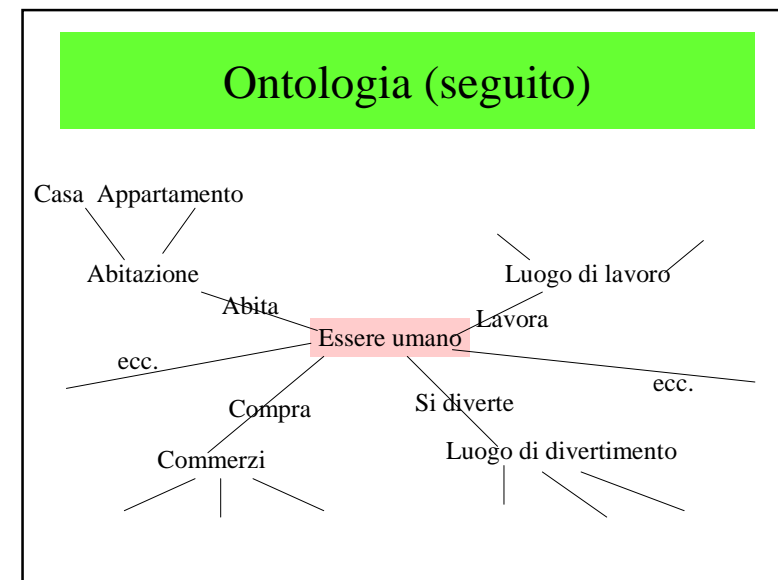 Ontologia (seguito)
Casa Appartamento
Abitazione
Luogo di lavoro
Abita
Lavora
Essere umano
ecc.
ecc.
Compra
Si diverte
Commerzi
Luogo di divertimento